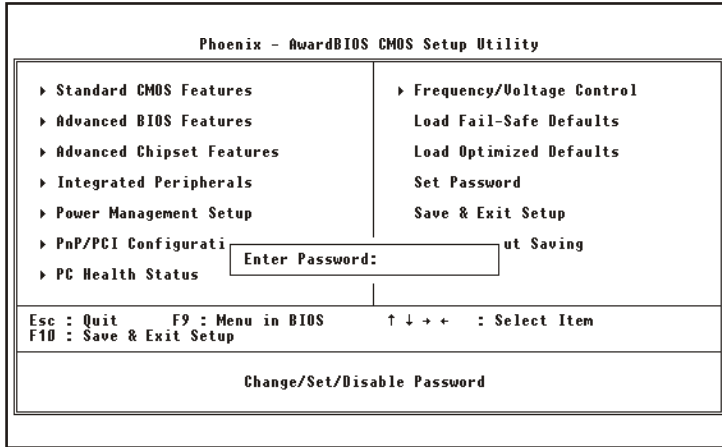 Phoenix - AwardBIOS CMOS Setup Utility
▸ Standard CMOS Features
▸ Advanced BIOS Features
▸ Advanced Chipset Features
▸ Integrated Peripherals
▸ Power Management Setup
▸ PnP/PCI Configurati
▸ PC Health Status
▸ Frequency/Voltage Control
Load Fail-Safe Defaults
Load Optimized Defaults
Set Password
Save & Exit Setup
ut Saving
Enter Password:
Esc : Quit F9 : Menu in BIOS ↑ ↓ → ← : Select Item
F10 : Save & Exit Setup
Change/Set/Disable Password